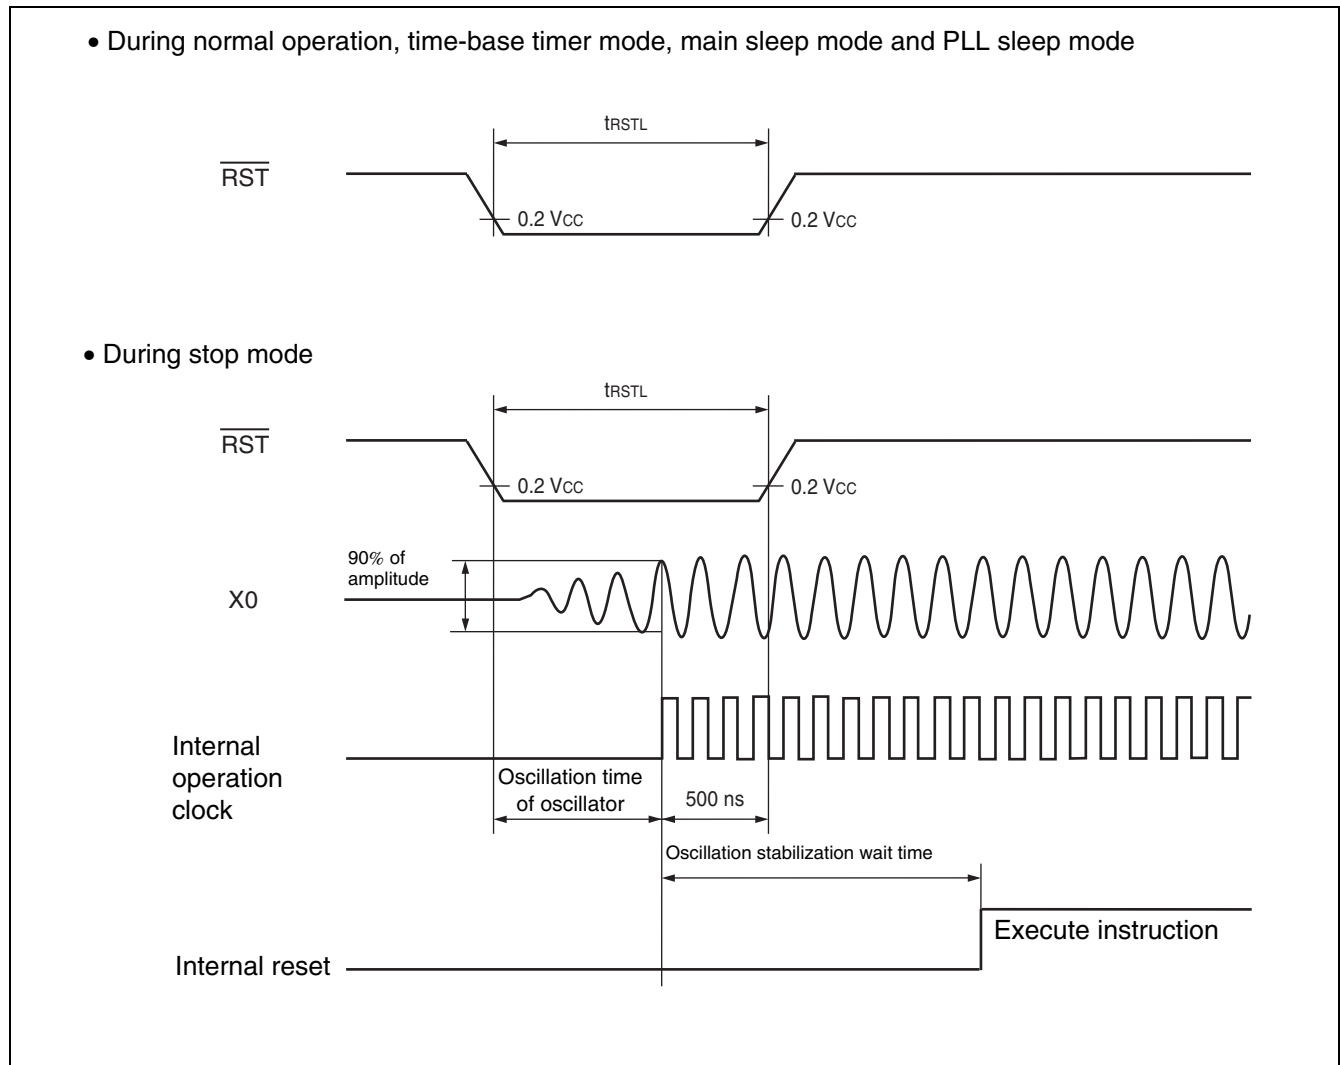 • During normal operation, time-base timer mode, main sleep mode and PLL sleep mode
tRSTL
RST
0.2 VCC
0.2 VCC
• During stop mode
tRSTL
RST
0.2 VCC
0.2 VCC
90% of
amplitude
X0
Internal
operation
clock
Oscillation time
of oscillator
500 ns
Oscillation stabilization wait time
Execute instruction
Internal reset